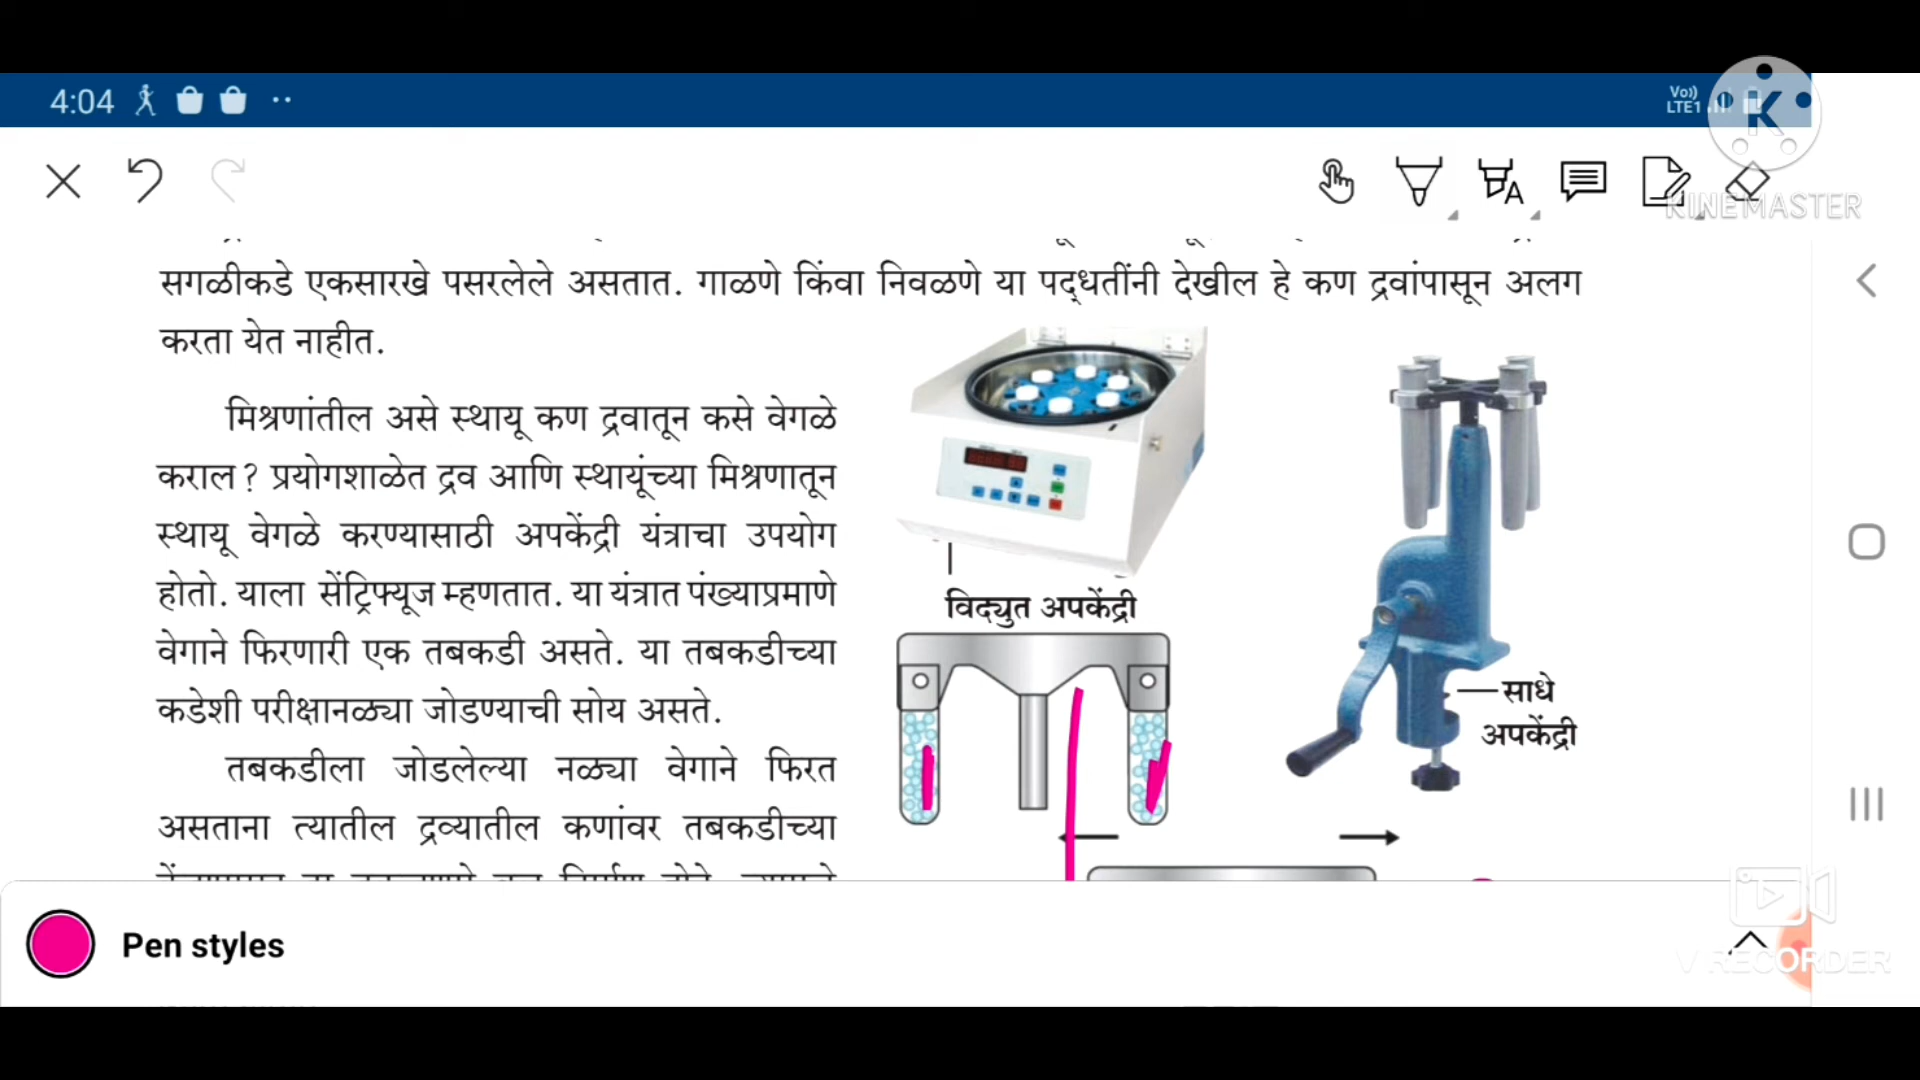 4:04
Vo))
LTE1
K
KINEMASTER
सगळीकडे एकसारखे पसरलेले असतात. गाळणे किंवा निवळणे या पद्धतींनी देखील हे कण द्रवांपासून अलग
करता येत नाहीत.
मिश्रणांतील असे स्थायू कण द्रवातून कसे वेगळे
कराल? प्रयोगशाळेत द्रव आणि स्थायूंच्या मिश्रणातून
स्थायू वेगळे करण्यासाठी अपकेंद्री यंत्राचा उपयोग
होतो. याला सेंट्रिफ्यूज म्हणतात. या यंत्रात पंख्याप्रमाणे
वेगाने फिरणारी एक तबकडी असते. या तबकडीच्या
कडेशी परीक्षानळ्या जोडण्याची सोय असते.
तबकडीला जोडलेल्या नळ्या वेगाने फिरत
असताना त्यातील द्रव्यातील कणांवर तबकडीच्या
विद्युत अपकेंद्री
साधे
अपकेंद्री
Pen styles
V RECORDER